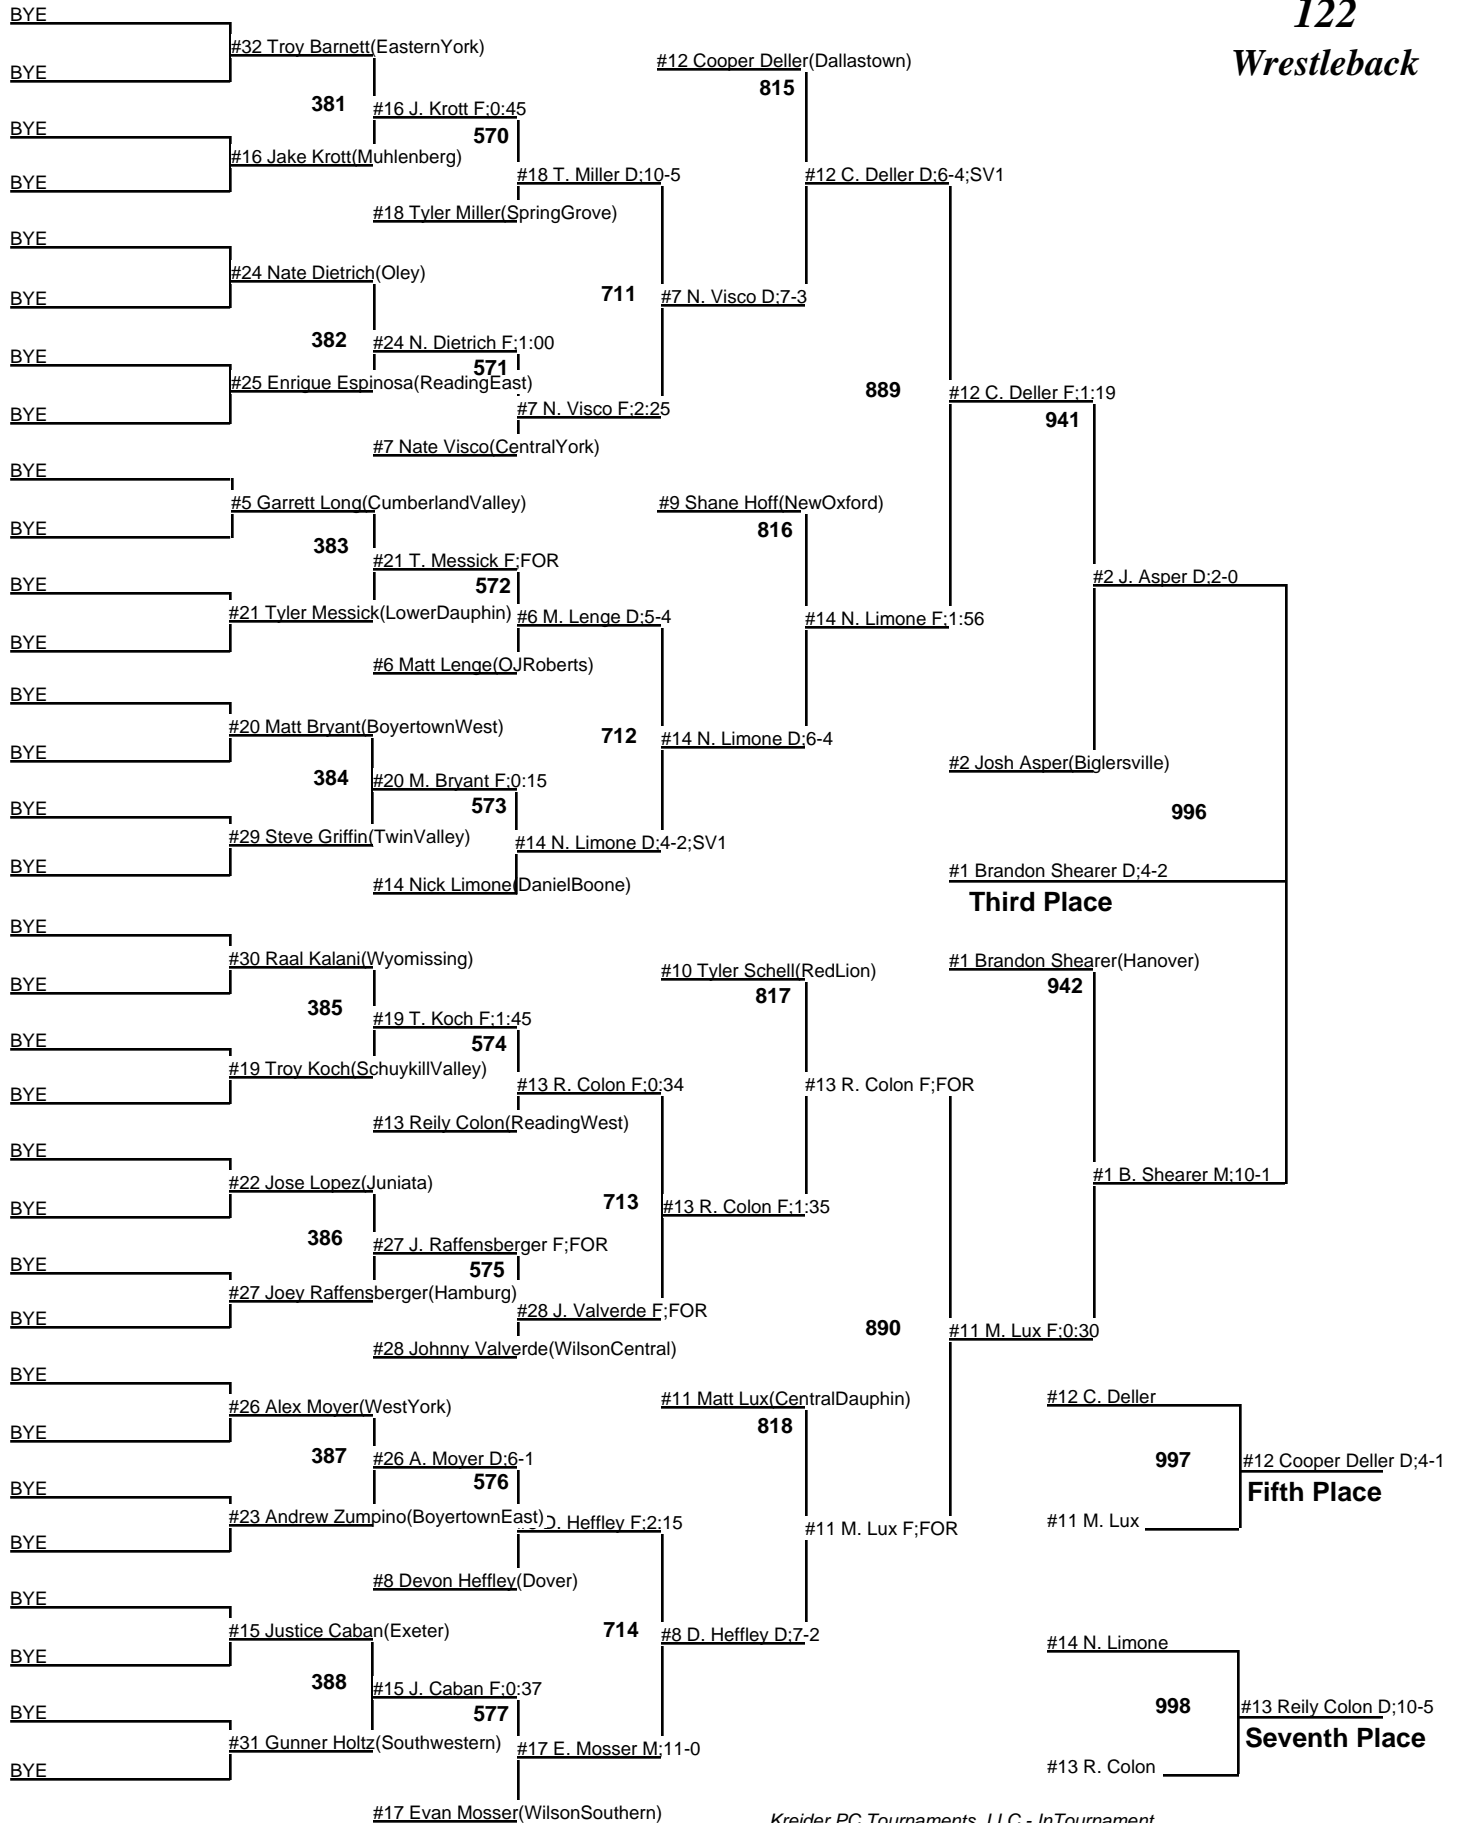 122
Wrestleback
BYE
#32 Troy Barnett(EasternYork)
#12 Cooper Deller(Dallastown)
BYE
815
381
#16 J. Krott F;0:45
BYE
570
#16 Jake Krott(Muhlenberg)
#18 T. Miller D;10-5
#12 C. Deller D;6-4;SV1
BYE
#18 Tyler Miller(SpringGrove)
BYE
#24 Nate Dietrich(Oley)
711
#7 N. Visco D;7-3
BYE
382
#24 N. Dietrich F;1:00
BYE
571
#25 Enrigue Espinosa(ReadingEast)
889
#12 C. Deller F;1:19
#7 N. Visco F;2:25
BYE
941
#7 Nate Visco(CentralYork)
BYE
#5 Garrett Long(CumberlandValley)
#9 Shane Hoff(NewOxford)
BYE
816
383
#21 T. Messick F;FOR
BYE
572
#2 J. Asper D;2-0
#21 Tyler Messick(LowerDauphin)
#6 M. Lenge D;5-4
#14 N. Limone F;1:56
BYE
#6 Matt Lenge(OJRoberts)
BYE
#20 Matt Bryant(BoyertownWest)
712
#14 N. Limone D;6-4
BYE
#2 Josh Asper(Biglersville)
384
#20 M. Bryant F;0:15
BYE
573
996
#29 Steve Griffin(TwinValley)
#14 N. Limone D;4-2;SV1
BYE
#1 Brandon Shearer D;4-2
#14 Nick Limone(DanielBoone)
Third Place
BYE
#30 Raal Kalani(Wyomissing)
#10 Tyler Schell(RedLion)
#1 Brandon Shearer(Hanover)
BYE
817
942
385
#19 T. Koch F;1:45
BYE
574
#19 Troy Koch(SchuykillValley)
#13 R. Colon F;0:34
#13 R. Colon F;FOR
BYE
#13 Reily Colon(ReadingWest)
BYE
#22 Jose Lopez(Juniata)
#1 B. Shearer M;10-1
BYE
713
#13 R. Colon F;1:35
386
#27 J. Raffensberger F;FOR
BYE
575
#27 Joey Raffensberger(Hamburg)
#28 J. Valverde F;FOR
BYE
890
#11 M. Lux F;0:30
#28 Johnny Valverde(WilsonCentral)
BYE
#26 Alex Moyer(WestYork)
#11 Matt Lux(CentralDauphin)
#12 C. Deller
BYE
818
387
#26 A. Moyer D;6-1
997
#12 Cooper Deller D;4-1
BYE
576
Fifth Place
#23 Andrew Zumpino(BoyertownEast)
D. Heffley F;2:15
#11 M. Lux F;FOR
#11 M. Lux
BYE
#8 Devon Heffley(Dover)
BYE
#15 Justice Caban(Exeter)
714
#8 D. Heffley D;7-2
#14 N. Limone
BYE
388
#15 J. Caban F;0:37
BYE
577
998
#13 Reily Colon D;10-5
#31 Gunner Holtz(Southwestern)
#17 E. Mosser M;11-0
Seventh Place
BYE
#13 R. Colon
#17 Evan Mosser(WilsonSouthern)
Kreider PC Tournaments, LLC - InTournament